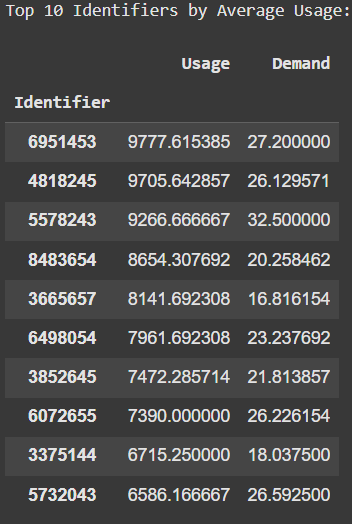 Top 10 Identifiers by Average Usage:
Usage Demand
Identifier
6951453 9777.615385 27.200000
4818245 9705.642857 26.129571
5578243 9266.666667 32.500000
8483654 8654.307692 20.258462
3665657 8141.692308 16.816154
6498054 7961.692308 23.237692
3852645 7472.285714 21.813857
6072655 7390.000000 26.226154
3375144 6715.250000 18.037500
5732043 6586.166667 26.592500